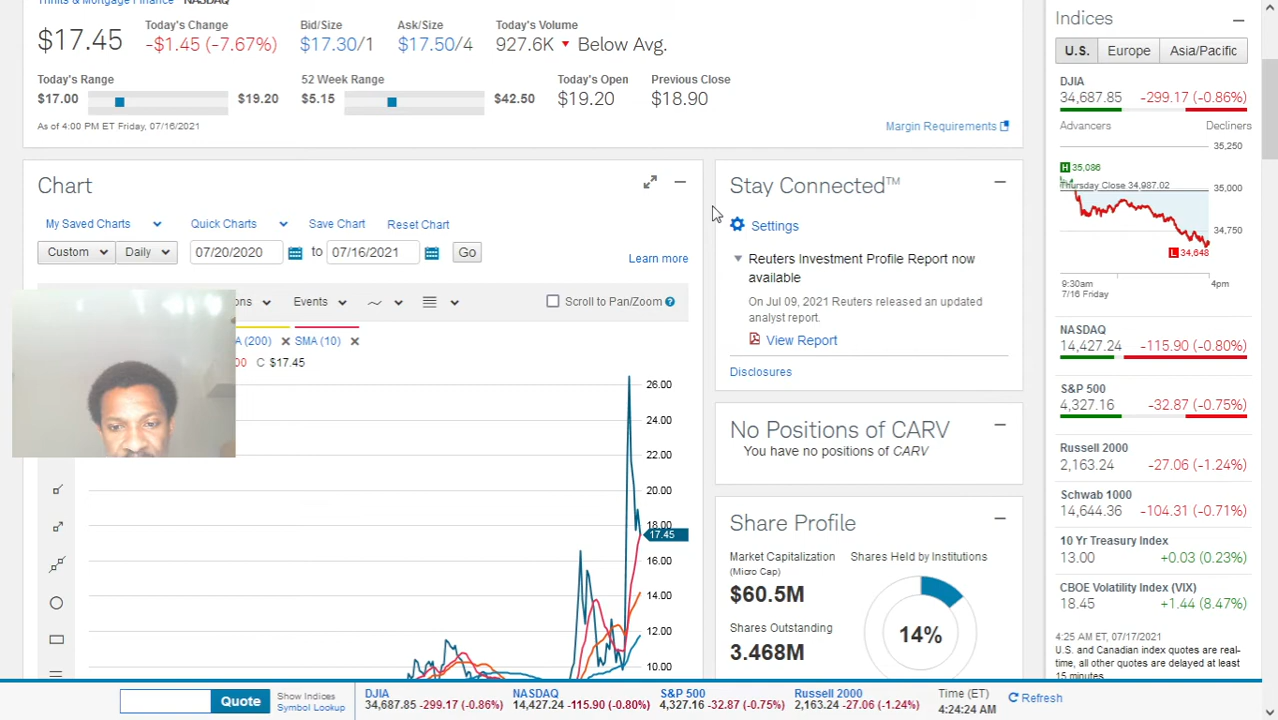 Thrifts & Mortgage Finance NASDAQ
$17.45
Today's Change
-$1.45 (-7.67%)
Bid/Size
$17.30/1
Ask/Size
$17.50/4
Today's Volume
927.6K Below Avg.
Today's Range
$17.00 $19.20
52 Week Range
$5.15 $42.50
Today's Open
$19.20
Previous Close
$18.90
As of 4:00 PM ET Friday, 07/16/2021
Margin Requirements
Chart
My Saved Charts
Quick Charts
Save Chart
Reset Chart
Custom
Daily
07/20/2020
to
07/16/2021
Go
Learn more
Events
Scroll to Pan/Zoom
(200)
SMA (10)
C $17.45
26.00
24.00
22.00
20.00
18.00
17.45
16.00
14.00
12.00
10.00
Stay Connected™
Settings
Reuters Investment Profile Report now
available
On Jul 09, 2021 Reuters released an updated
analyst report.
View Report
Disclosures
No Positions of CARV
You have no positions of CARV
Share Profile
Market Capitalization
(Micro Cap)
$60.5M
Shares Outstanding
3.468M
Shares Held by Institutions
14%
Indices
U.S. Europe Asia/Pacific
DJIA
34,687.85 -299.17 (-0.86%)
Advancers Decliners
35,250
H 35,086
Thursday Close 34,987.02
35,000
34,750
L 34,648
9:30am 4pm
7/16 Friday
NASDAQ
14,427.24 -115.90 (-0.80%)
S&P 500
4,327.16 -32.87 (-0.75%)
Russell 2000
2,163.24 -27.06 (-1.24%)
Schwab 1000
14,644.36 -104.31 (-0.71%)
10 Yr Treasury Index
13.00 +0.03 (0.23%)
CBOE Volatility Index (VIX)
18.45 +1.44 (8.47%)
4:25 AM ET, 07/17/2021
U.S. and Canadian index quotes are real-
time, all other quotes are delayed at least
15 minutes.
Quote
Show Indices
Symbol Lookup
DJIA
34,687.85 -299.17 (-0.86%)
NASDAQ
14,427.24 -115.90 (-0.80%)
S&P 500
4,327.16 -32.87 (-0.75%)
Russell 2000
2,163.24 -27.06 (-1.24%)
Time (ET)
4:24:24 AM
Refresh